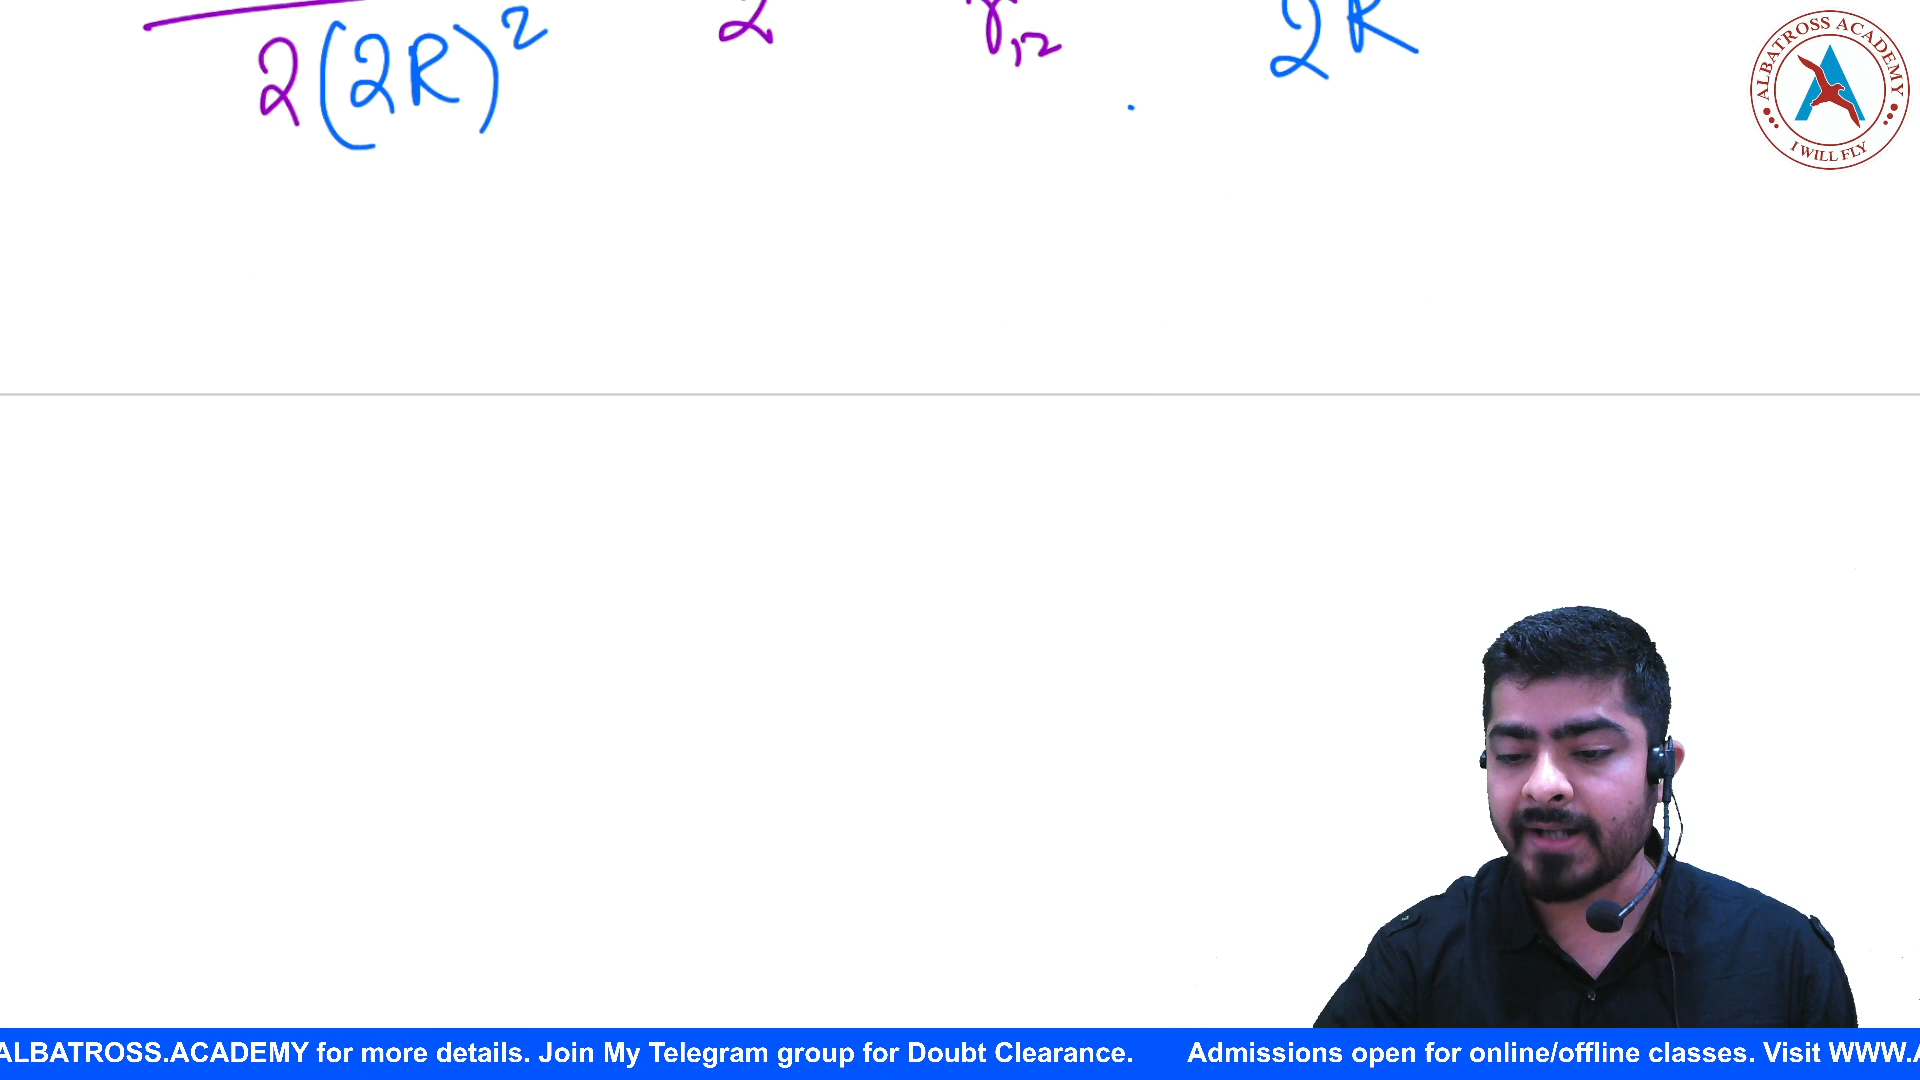 2(2R)² 2 r₁₂ 2R
ALBATROSS ACADEMY
I WILL FLY
ALBATROSS.ACADEMY for more details. Join My Telegram group for Doubt Clearance. Admissions open for online/offline classes. Visit WWW.